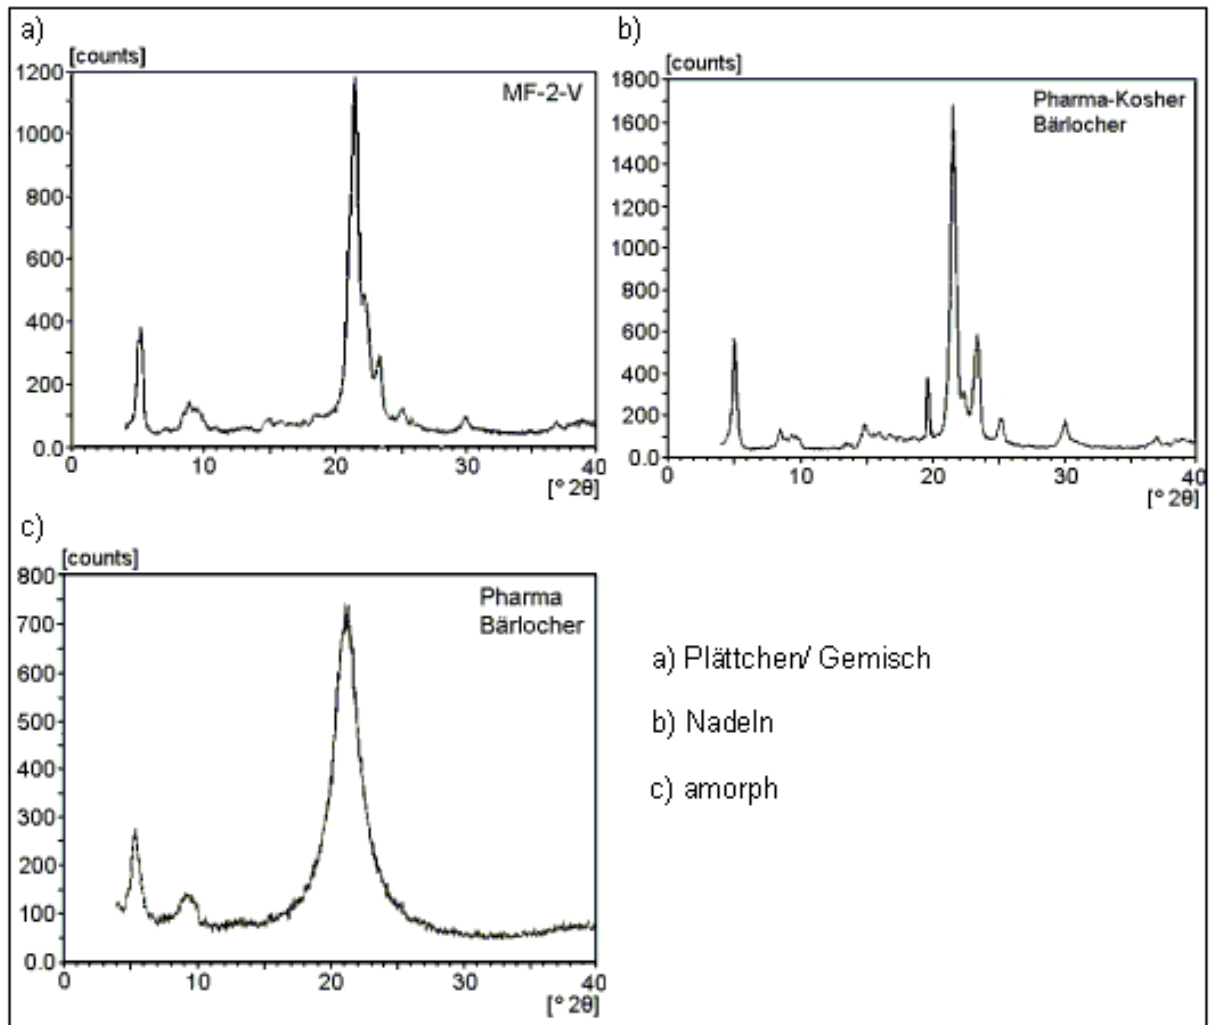 a)
[counts]
1200
1000
800
600
400
200
0.0
0
10
20
30
40
[° 2θ]
MF-2-V
b)
[counts]
1800
1600
1400
1200
1000
800
600
400
200
0.0
0
10
20
30
40
[° 2θ]
Pharma-Kosher
Bärlocher
c)
[counts]
800
700
600
500
400
300
200
100
0.0
0
10
20
30
40
[° 2θ]
Pharma
Bärlocher
a) Plättchen/ Gemisch
b) Nadeln
c) amorph